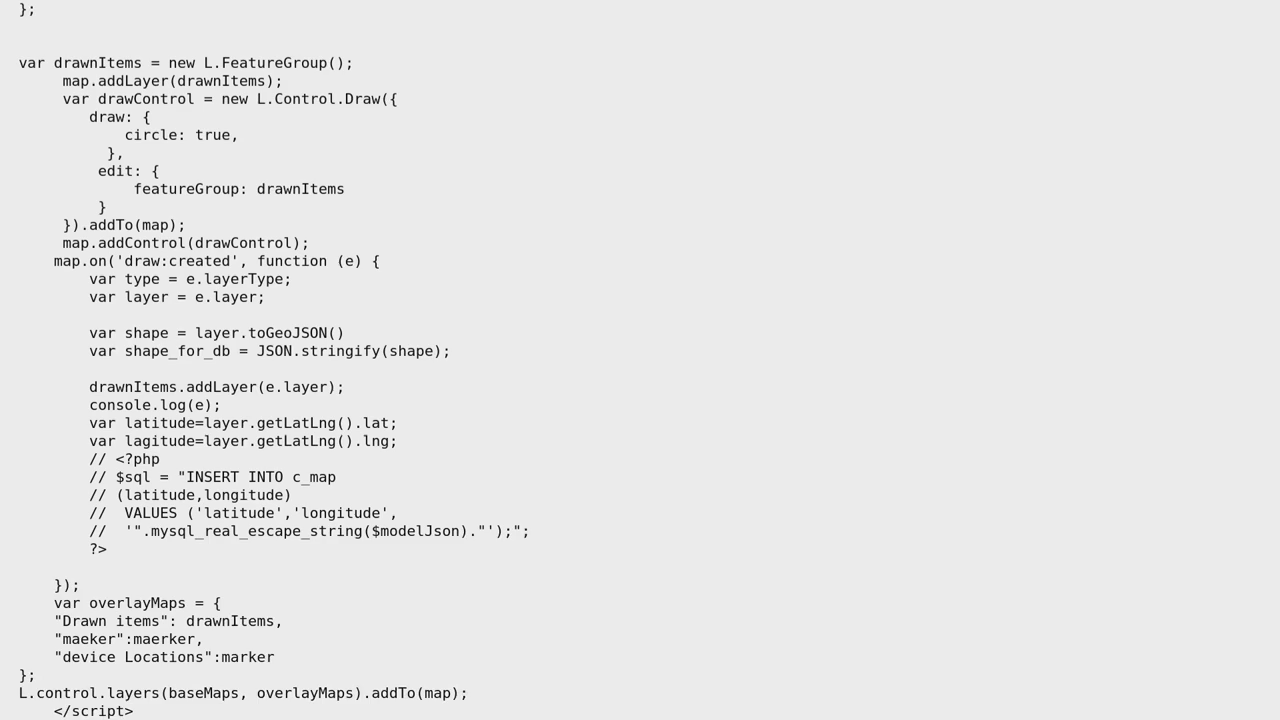 };
var drawnItems = new L.FeatureGroup();
map.addLayer(drawnItems);
var drawControl = new L.Control.Draw({
draw: {
circle: true,
},
edit: {
featureGroup: drawnItems
}
}).addTo(map);
map.addControl(drawControl);
map.on('draw:created', function (e) {
var type = e.layerType;
var layer = e.layer;
var shape = layer.toGeoJSON()
var shape_for_db = JSON.stringify(shape);
drawnItems.addLayer(e.layer);
console.log(e);
var latitude=layer.getLatLng().lat;
var lagitude=layer.getLatLng().lng;
// <?php
// $sql = "INSERT INTO c_map
// (latitude,longitude)
//  VALUES ('latitude','longitude',
//  '".mysql_real_escape_string($modelJson)."');";
?>
});
var overlayMaps = {
"Drawn items": drawnItems,
"maeker":maerker,
"device Locations":marker
};
L.control.layers(baseMaps, overlayMaps).addTo(map);
</script>